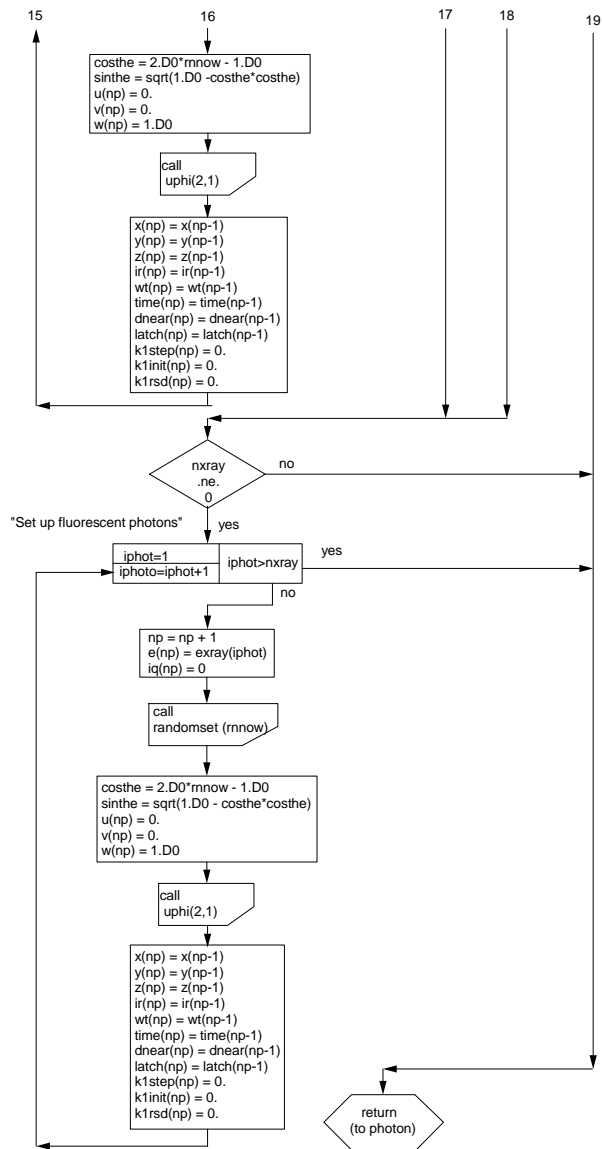 15
16
17
18
19
costhe = 2.D0*rnnow - 1.D0
sinthe = sqrt(1.D0 -costhe*costhe)
u(np) = 0.
v(np) = 0.
w(np) = 1.D0
call
uphi(2,1)
x(np) = x(np-1)
y(np) = y(np-1)
z(np) = z(np-1)
ir(np) = ir(np-1)
wt(np) = wt(np-1)
time(np) = time(np-1)
dnear(np) = dnear(np-1)
latch(np) = latch(np-1)
k1step(np) = 0.
k1init(np) = 0.
k1rsd(np) = 0.
nxray
.ne.
0
no
"Set up fluorescent photons"
yes
iphot=1
iphoto=iphot+1
iphot>nxray
yes
no
np = np + 1
e(np) = exray(iphot)
iq(np) = 0
call
randomset (rnnow)
costhe = 2.D0*rnnow - 1.D0
sinthe = sqrt(1.D0 - costhe*costhe)
u(np) = 0.
v(np) = 0.
w(np) = 1.D0
call
uphi(2,1)
x(np) = x(np-1)
y(np) = y(np-1)
z(np) = z(np-1)
ir(np) = ir(np-1)
wt(np) = wt(np-1)
time(np) = time(np-1)
dnear(np) = dnear(np-1)
latch(np) = latch(np-1)
k1step(np) = 0.
k1init(np) = 0.
k1rsd(np) = 0.
return
(to photon)